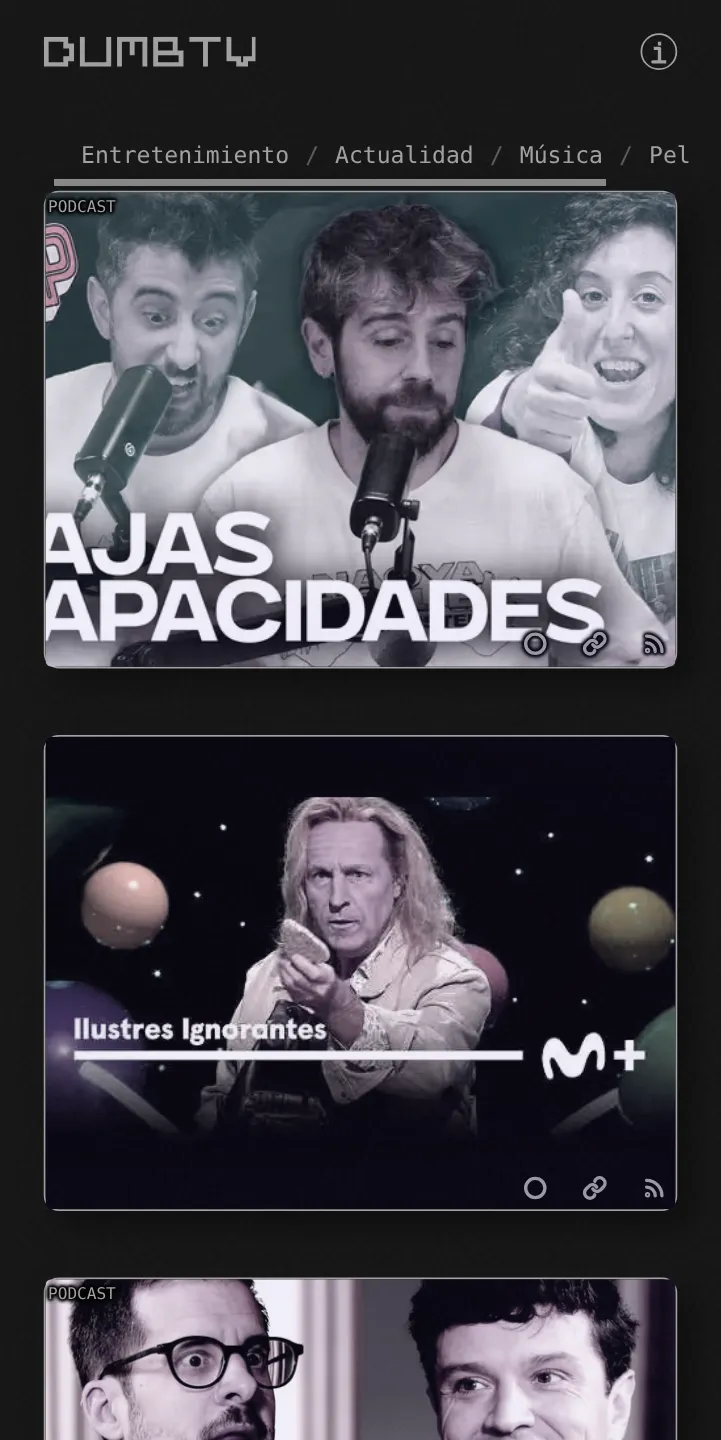 DUMBTV
Entretenimiento / Actualidad / Música / Pel
PODCAST
AJAS
APACIDADES
Ilustres Ignorantes
M+
PODCAST